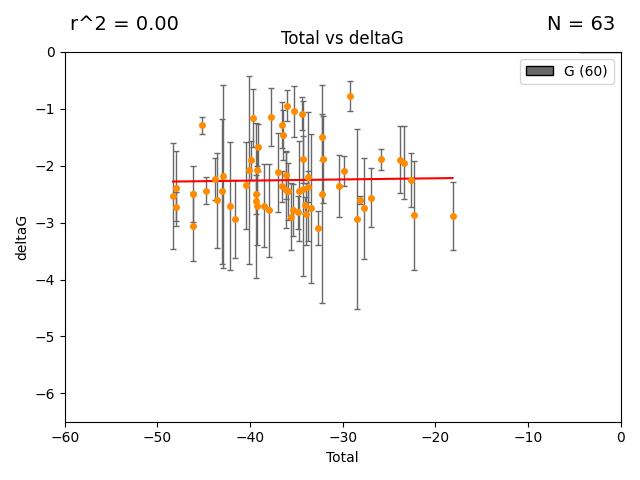 r^2 = 0.00
N = 63
Total vs deltaG
G (60)
deltaG
0
−1
−2
−3
−4
−5
−6
−60
−50
−40
−30
−20
−10
0
Total